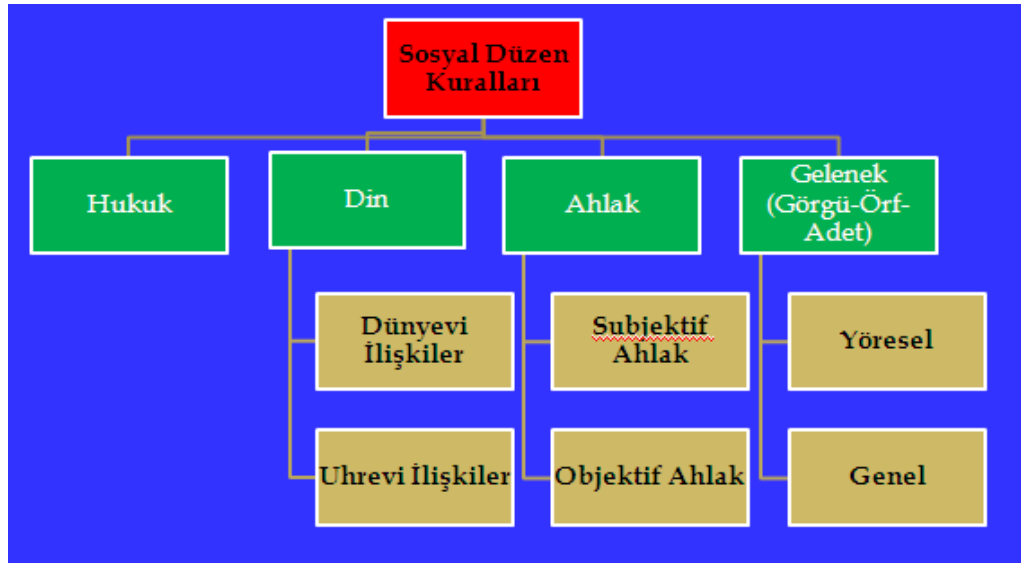 Sosyal Düzen
Kuralları
Hukuk
Din
Ahlak
Gelenek
(Görgü-Örf-
Adet)
Dünyevi
İlişkiler
Subjektif
Ahlak
Yöresel
Uhrevi İlişkiler
Objektif Ahlak
Genel